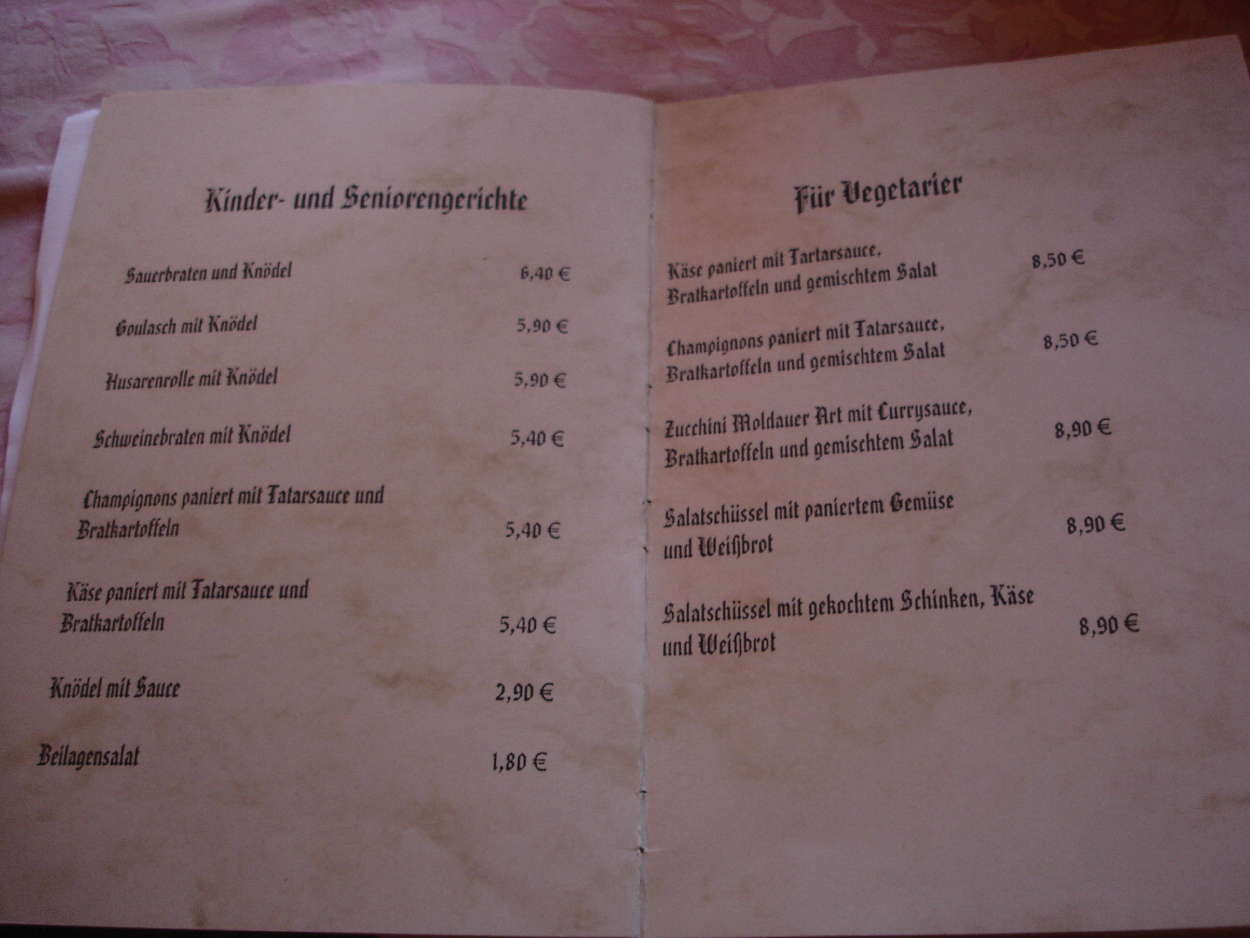 Kinder- und Seniorengerichte
Sauerbraten und Knödel 6,40 €
Goulasch mit Knödel 5,90 €
Husarenrolle mit Knödel 5,90 €
Schweinebraten mit Knödel 5,40 €
Champignons paniert mit Tatarsauce und
Bratkartoffeln 5,40 €
Käse paniert mit Tatarsauce und
Bratkartoffeln 5,40 €
Knödel mit Sauce 2,90 €
Beilagensalat 1,80 €
Für Vegetarier
Käse paniert mit Tartarsauce, 8,50 €
Bratkartoffeln und gemischtem Salat
Champignons paniert mit Tatarsauce, 8,50 €
Bratkartoffeln und gemischtem Salat
Zucchini Moldauer Art mit Currysauce, 8,90 €
Bratkartoffeln und gemischtem Salat
Salatschüssel mit paniertem Gemüse 8,90 €
und Weißbrot
Salatschüssel mit gekochtem Schinken, Käse 8,90 €
und Weißbrot